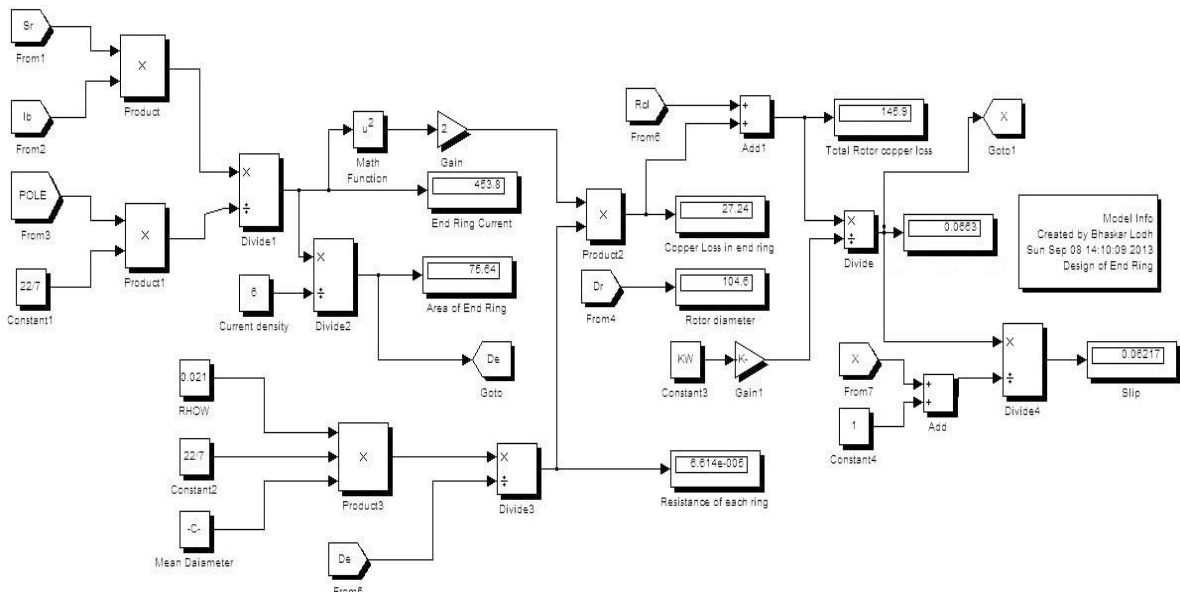 Sr
From1
Ib
From2
X
Product
POLE
From3
22/7
Constant1
X
Product1
X
÷
Divide1
u²
Math
Function
2
Gain
453.8
End Ring Current
6
Current density
X
÷
Divide2
75.64
Area of End Ring
De
Goto
Rcl
From6
+
+
Add1
146.9
Total Rotor copper loss
X
Goto1
X
Product2
27.24
Copper Loss in end ring
Dr
From4
104.6
Rotor diameter
KW
Constant3
K-
Gain1
X
÷
Divide
0.0663
Model Info
Created by Bhaskar Lodh
Sun Sep 08 14:10:09 2013
Design of End Ring
X
From7
1
Constant4
+
+
Add
X
÷
Divide4
0.06217
Slip
0.021
RHOW
22/7
Constant2
-C-
Mean Daiameter
X
Product3
De
X
÷
Divide3
6.614e-005
Resistance of each ring